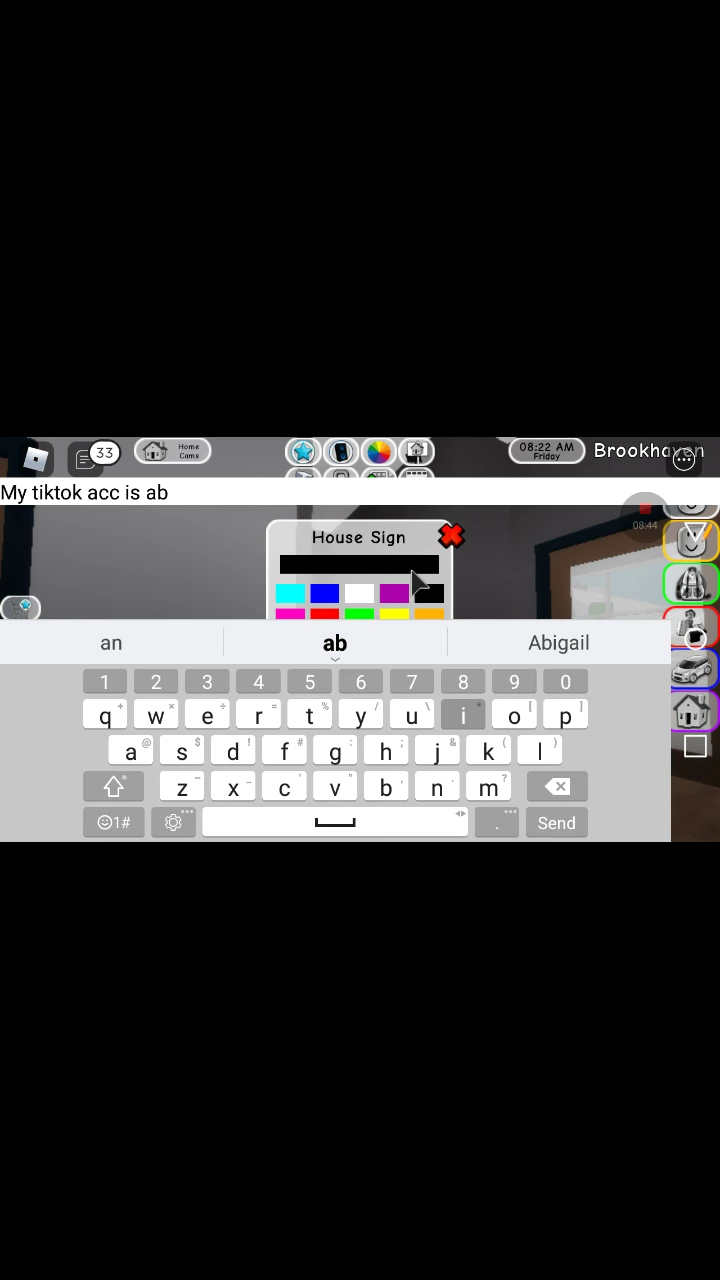 33
Home
Cams
08:22 AM
Friday
Brookhaven
My tiktok acc is ab
08:44
House Sign
an ab Abigail
1 2 3 4 5 6 7 8 9 0
q w e r t y u i o p
a s d f g h j k l
z x c v b n m
☺1# . Send